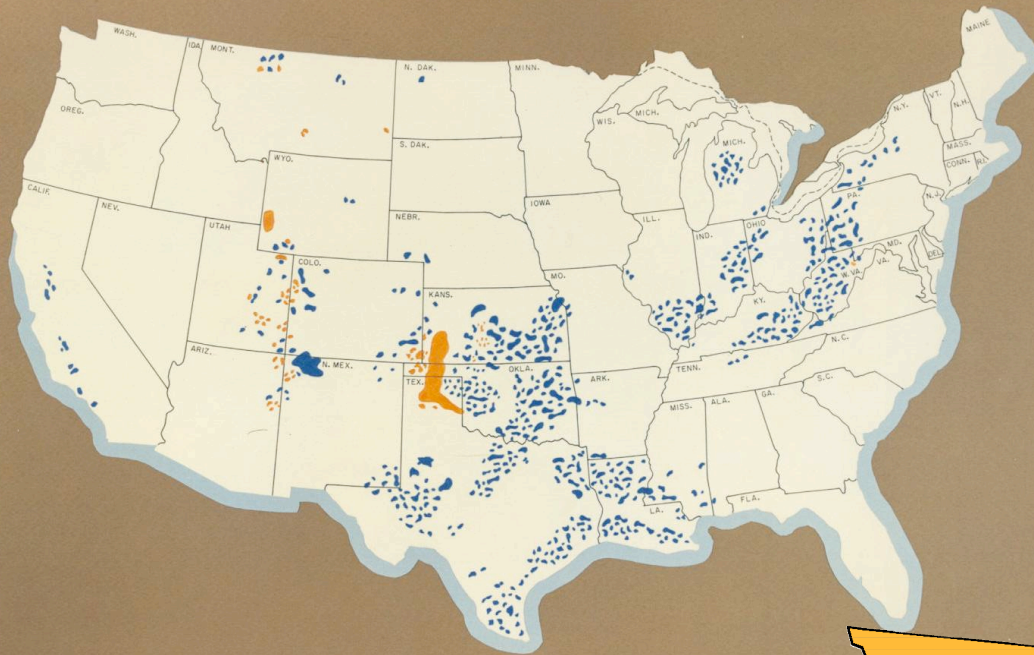 WASH.
IDA.
MONT.
N. DAK.
MINN.
MAINE
OREG.
WIS.
MICH.
MICH.
N.Y.
VT.
N.H.
S. DAK.
MASS.
CONN.
R.I.
WYO.
CALIF.
NEV.
UTAH
NEBR.
IOWA
ILL.
IND.
OHIO
PA.
N.J.
MD.
DEL.
COLO.
KANS.
MO.
KY.
W. VA.
VA.
ARIZ.
N. MEX.
TEX.
OKLA.
ARK.
TENN.
N.C.
S.C.
MISS.
ALA.
GA.
LA.
FLA.